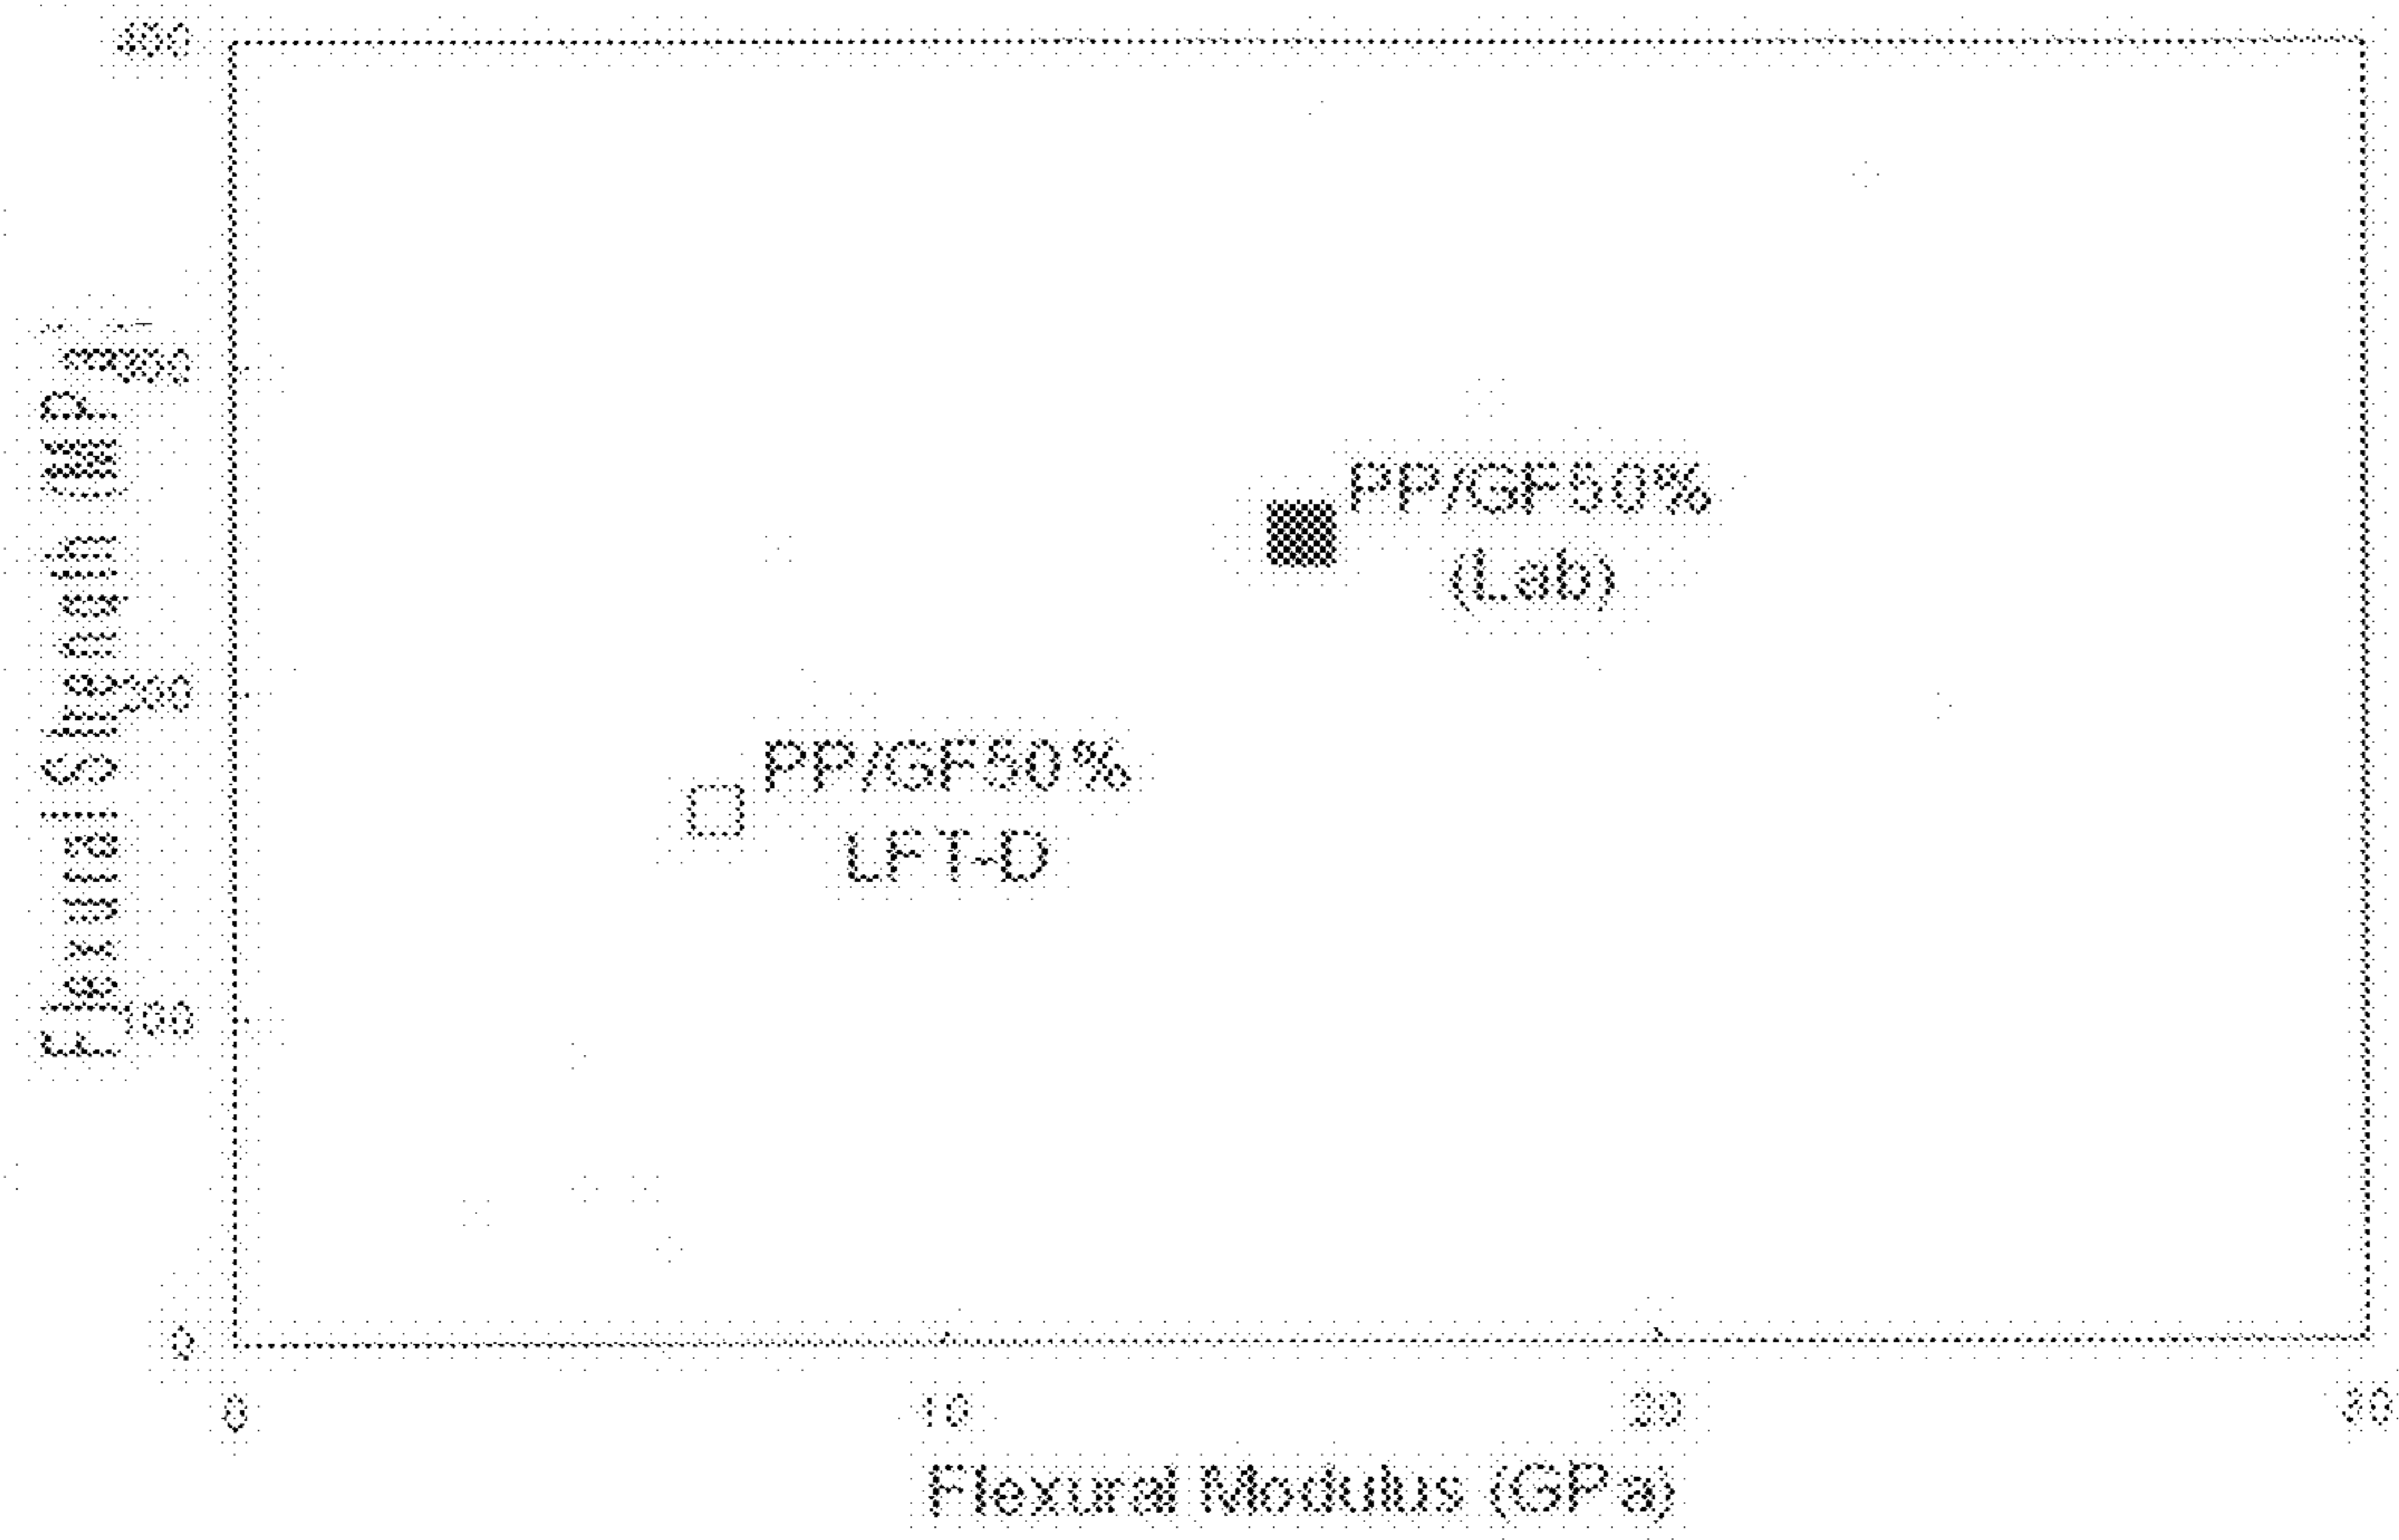 400
300
200
100
0
Flexural Strength (MPa)
PP/GF50%
(Lab)
PP/GF50%
LFT-D
0 10 20 30
Flexural Modulus (GPa)